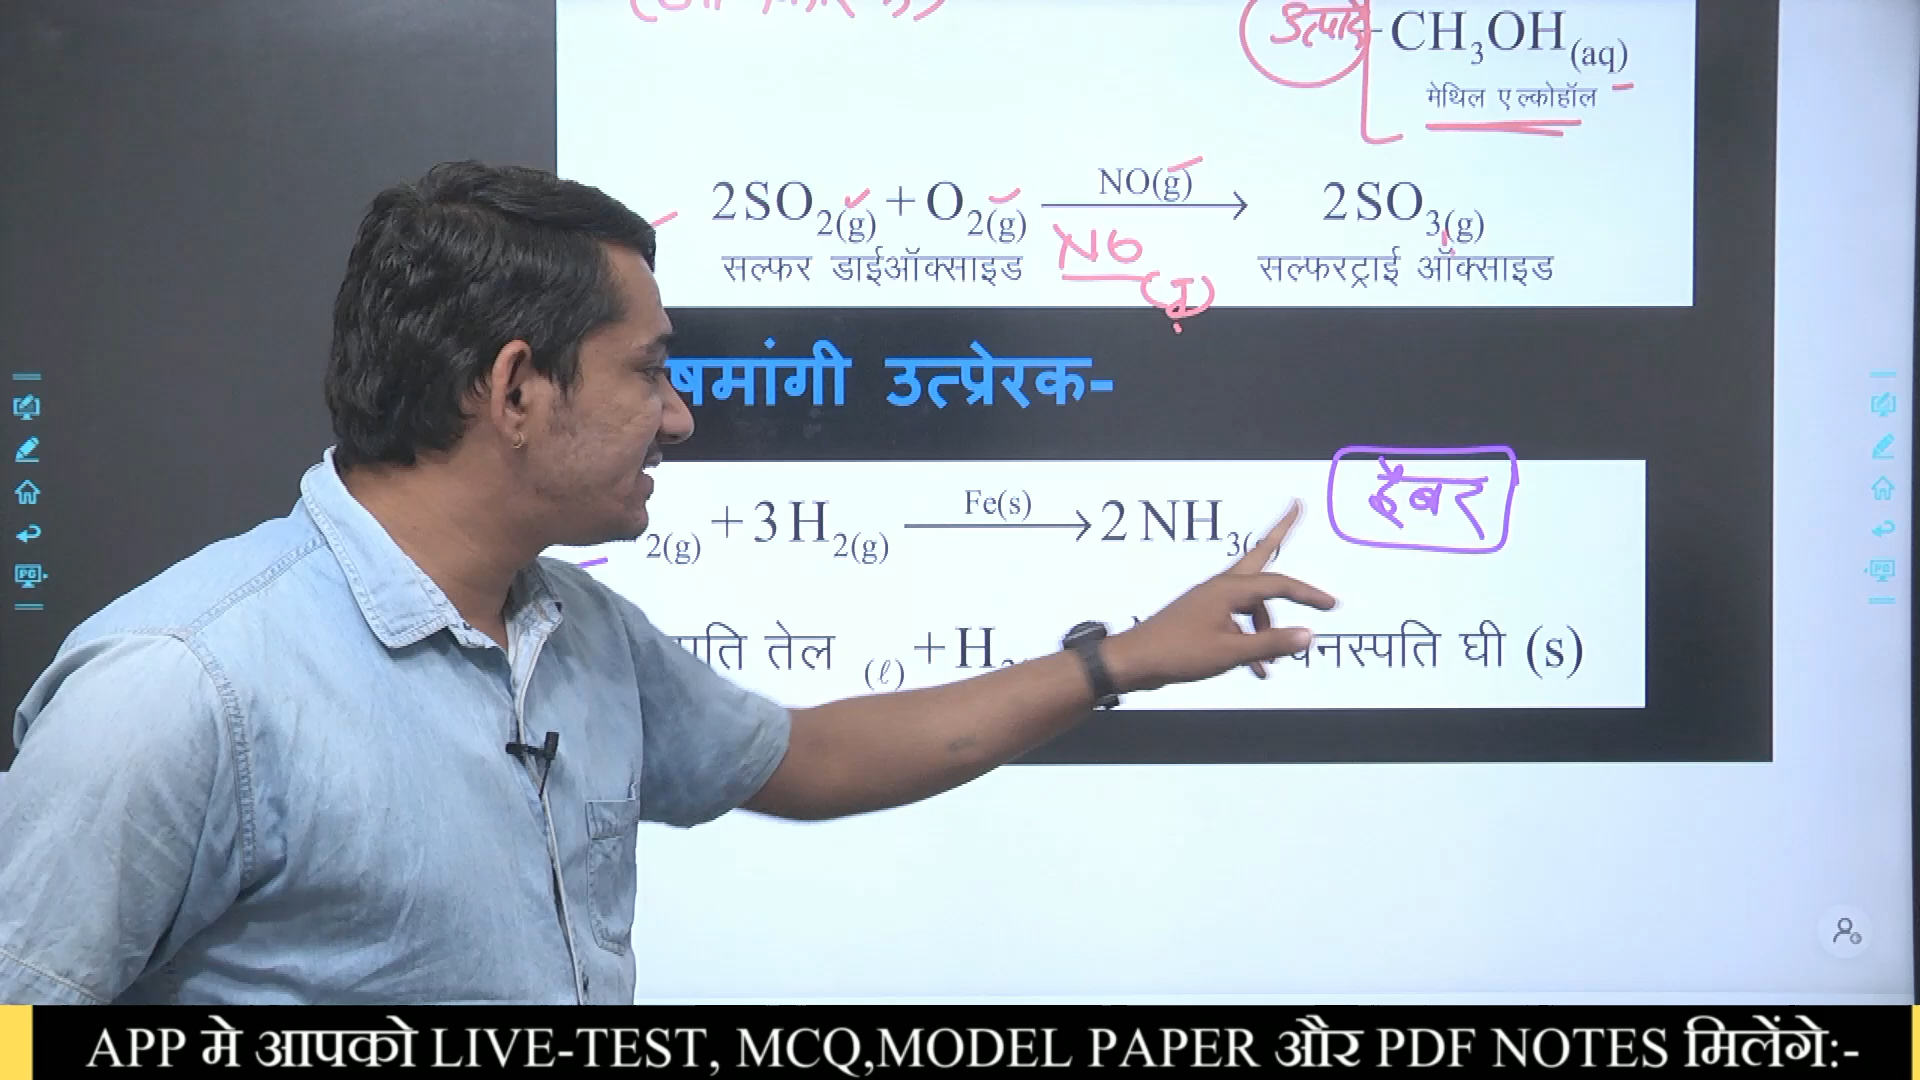 उत्पाद CH₃OH(aq)
मेथिल एल्कोहॉल
2SO₂(g) + O₂(g) NO(g) → 2SO₃(g)
सल्फर डाईऑक्साइड NO सल्फरट्राई ऑक्साइड
षमांगी उत्प्रेरक-
हैबर
2(g) + 3H₂(g) Fe(s) → 2NH₃(
तेल (ℓ) + H वनस्पति घी (s)
APP मे आपको LIVE-TEST, MCQ,MODEL PAPER और PDF NOTES मिलेंगे:-